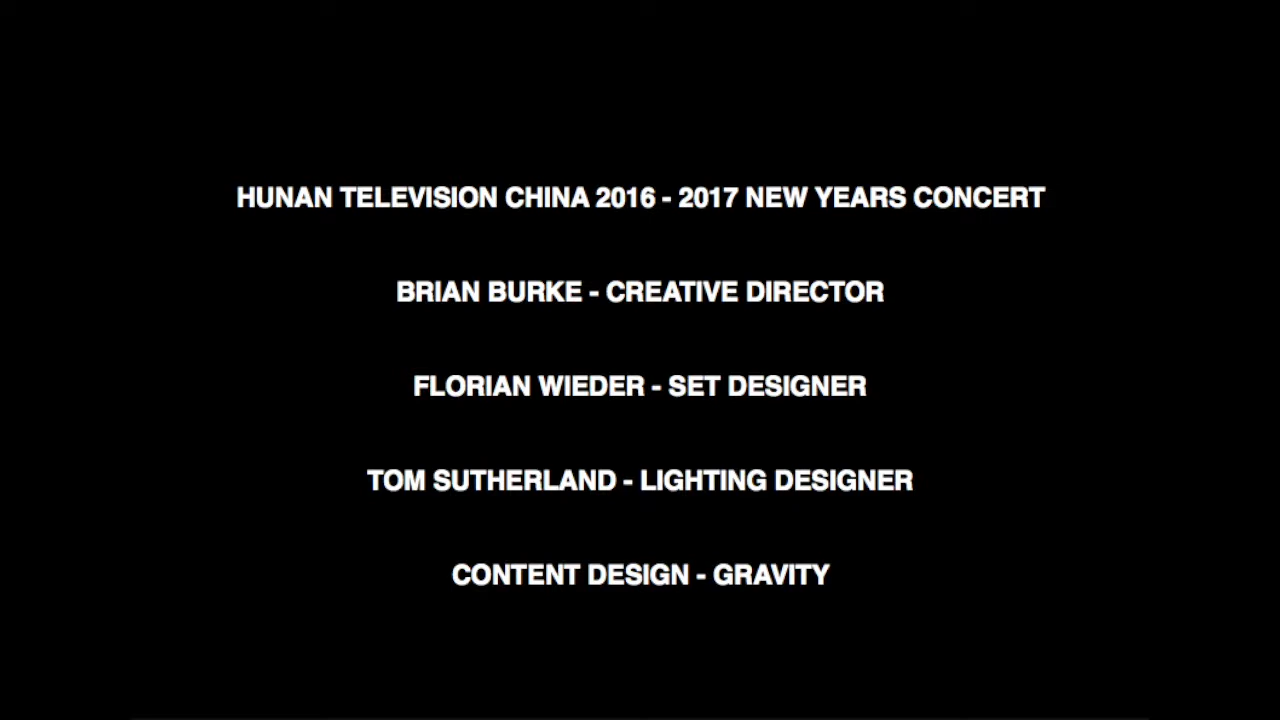 HUNAN TELEVISION CHINA 2016 - 2017 NEW YEARS CONCERT
BRIAN BURKE - CREATIVE DIRECTOR
FLORIAN WIEDER - SET DESIGNER
TOM SUTHERLAND - LIGHTING DESIGNER
CONTENT DESIGN - GRAVITY